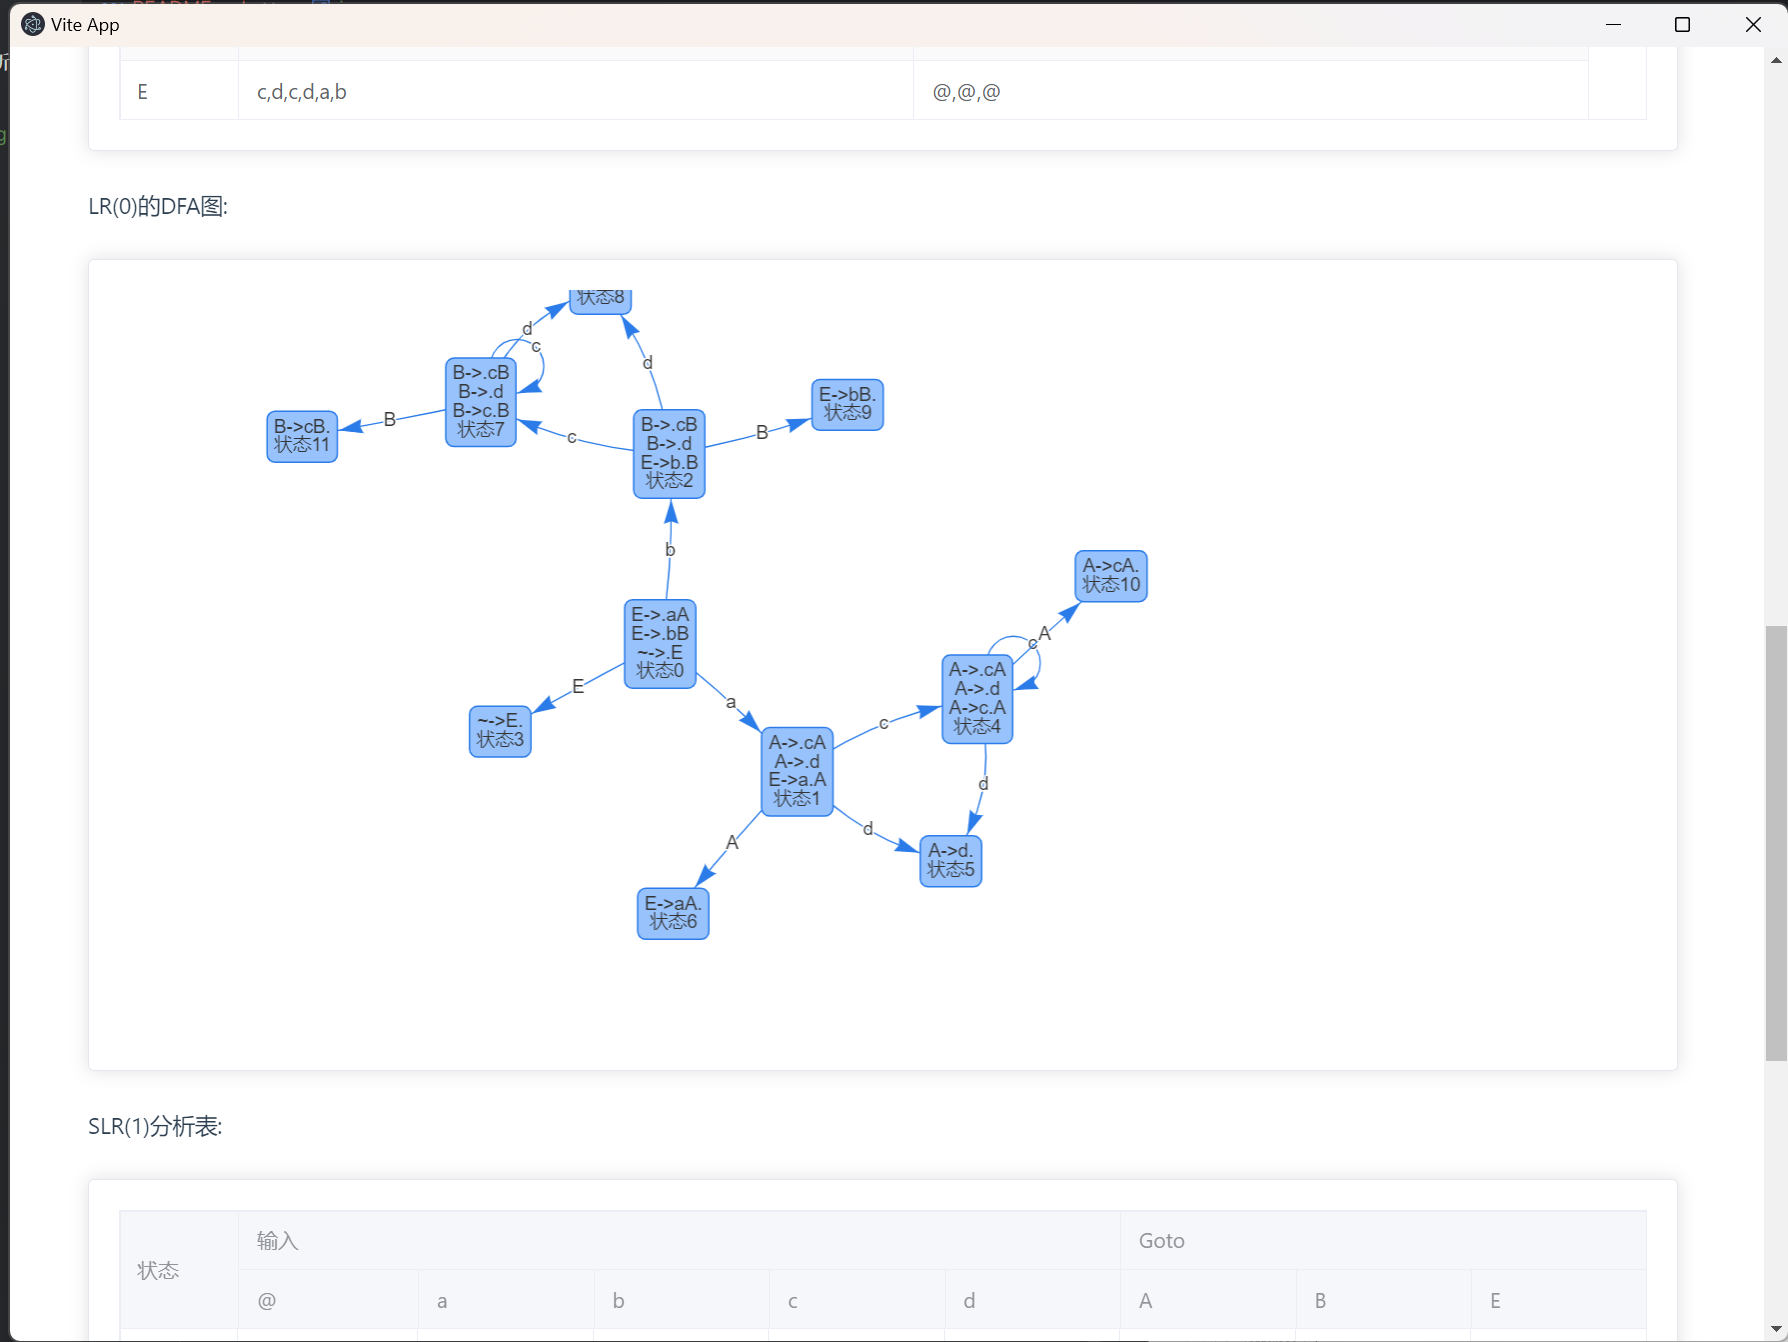 Vite App
E c,d,c,d,a,b @,@,@
LR(0)的DFA图:
状态8
d
c
d
B->.cB
B->.d
B->c.B
状态7
E->bB.
状态9
B->cB.
状态11
B
c
B->.cB
B->.d
E->b.B
状态2
B
b
A->cA.
状态10
E->.aA
E->.bB
~->.E
状态0
A
c
A->.cA
A->.d
A->c.A
状态4
E
a
~->E.
状态3
c
A->.cA
A->.d
E->a.A
状态1
d
A
d
A->d.
状态5
E->aA.
状态6
SLR(1)分析表:
状态 输入 Goto
@ a b c d A B E